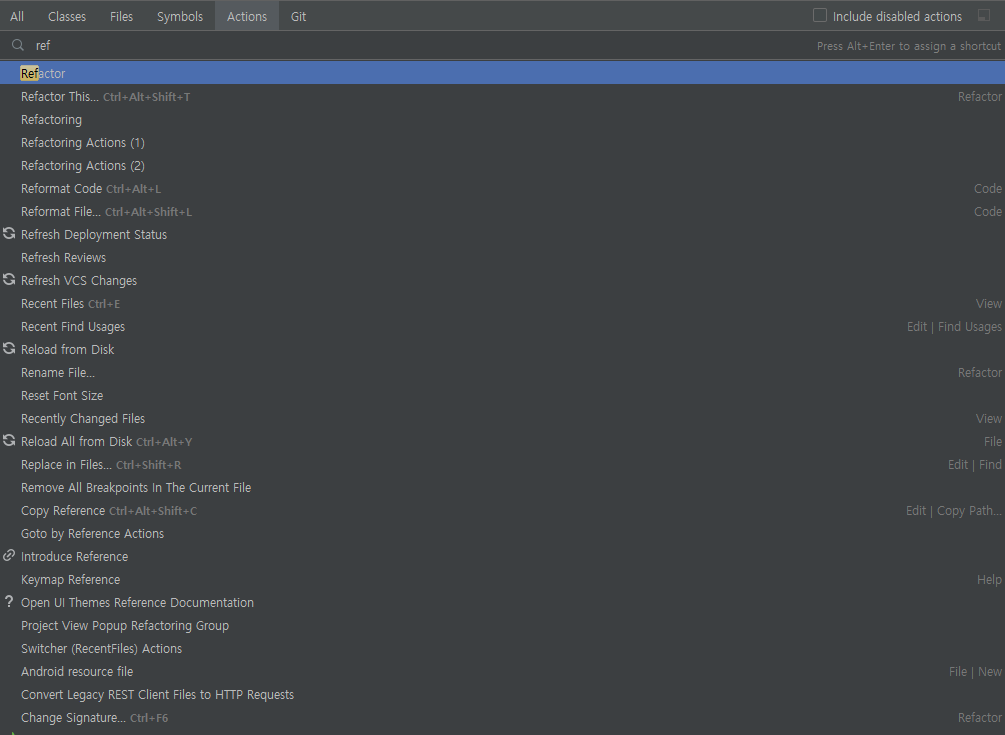 All Classes Files Symbols Actions Git Include disabled actions
ref Press Alt+Enter to assign a shortcut
Refactor
Refactor This... Ctrl+Alt+Shift+T Refactor
Refactoring
Refactoring Actions (1)
Refactoring Actions (2)
Reformat Code Ctrl+Alt+L Code
Reformat File... Ctrl+Alt+Shift+L Code
Refresh Deployment Status
Refresh Reviews
Refresh VCS Changes
Recent Files Ctrl+E View
Recent Find Usages Edit | Find Usages
Reload from Disk
Rename File... Refactor
Reset Font Size
Recently Changed Files View
Reload All from Disk Ctrl+Alt+Y File
Replace in Files... Ctrl+Shift+R Edit | Find
Remove All Breakpoints In The Current File
Copy Reference Ctrl+Alt+Shift+C Edit | Copy Path...
Goto by Reference Actions
Introduce Reference
Keymap Reference Help
? Open UI Themes Reference Documentation
Project View Popup Refactoring Group
Switcher (RecentFiles) Actions
Android resource file File | New
Convert Legacy REST Client Files to HTTP Requests
Change Signature... Ctrl+F6 Refactor